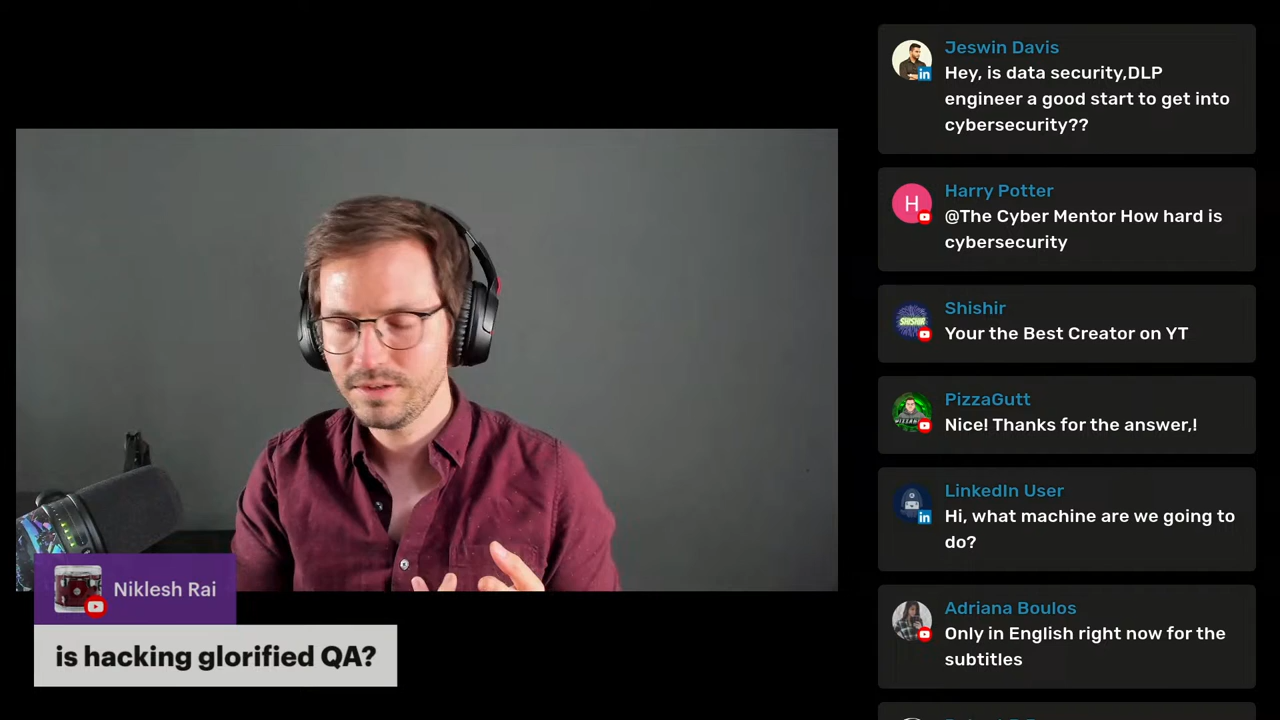 Jeswin Davis
Hey, is data security,DLP
engineer a good start to get into
cybersecurity??
H
Harry Potter
@The Cyber Mentor How hard is
cybersecurity
SHISHIR
Shishir
Your the Best Creator on YT
PizzaGutt
Nice! Thanks for the answer,!
LinkedIn User
Hi, what machine are we going to
do?
Adriana Boulos
Only in English right now for the
subtitles
Niklesh Rai
is hacking glorified QA?